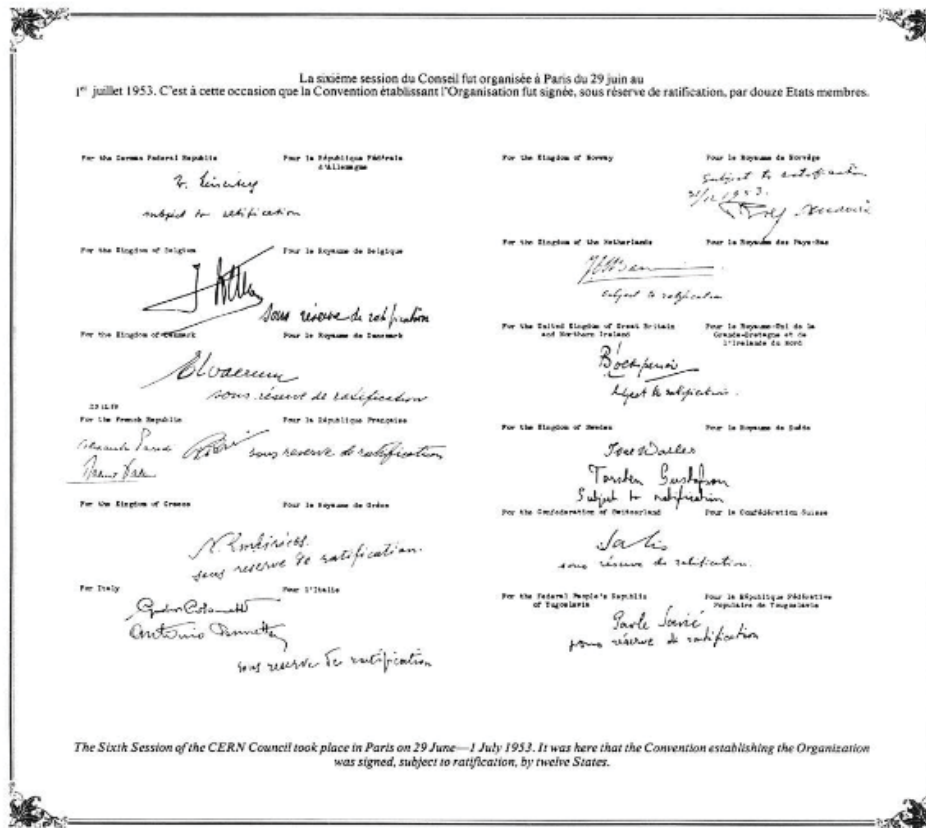 La sixième session du Conseil fut organisée à Paris du 29 juin au
1er juillet 1953. C'est à cette occasion que la Convention établissant l'Organisation fut signée, sous réserve de ratification, par douze Etats membres.
For the German Federal Republic Pour la République Fédérale
d'Allemagne
subject to ratification
For the Kingdom of Belgium Pour le Royaume de Belgique
sous réserve de ratification
For the Kingdom of Denmark Pour le Royaume de Danemark
sous réserve de ratification
For the French Republic Pour la République Française
sous reserve de ratification
For the Kingdom of Greece Pour le Royaume de Grèce
sous reserve de ratification.
For Italy Pour l'Italie
Antonio
sous reserve de ratification
For the Kingdom of Norway Pour le Royaume de Norvège
Subject to ratification
1953.
For the Kingdom of the Netherlands Pour le Royaume des Pays-Bas
subject to ratification
For the United Kingdom of Great Britain Pour le Royaume-Uni de la
and Northern Ireland Grande-Bretagne et de
l'Irelande du Nord
subject to ratification.
For the Kingdom of Sweden Pour le Royaume de Suède
Ivar Waller
Torsten Gustafson
Subject to ratification
For the Confederation of Switzerland Pour la Confédération Suisse
sous réserve de ratification.
For the Federal People's Republic Pour la République Fédérative
of Yugoslavia Populaire de Yougoslavie
Pavle Savić
sous réserve de ratification
The Sixth Session of the CERN Council took place in Paris on 29 June—1 July 1953. It was here that the Convention establishing the Organization
was signed, subject to ratification, by twelve States.